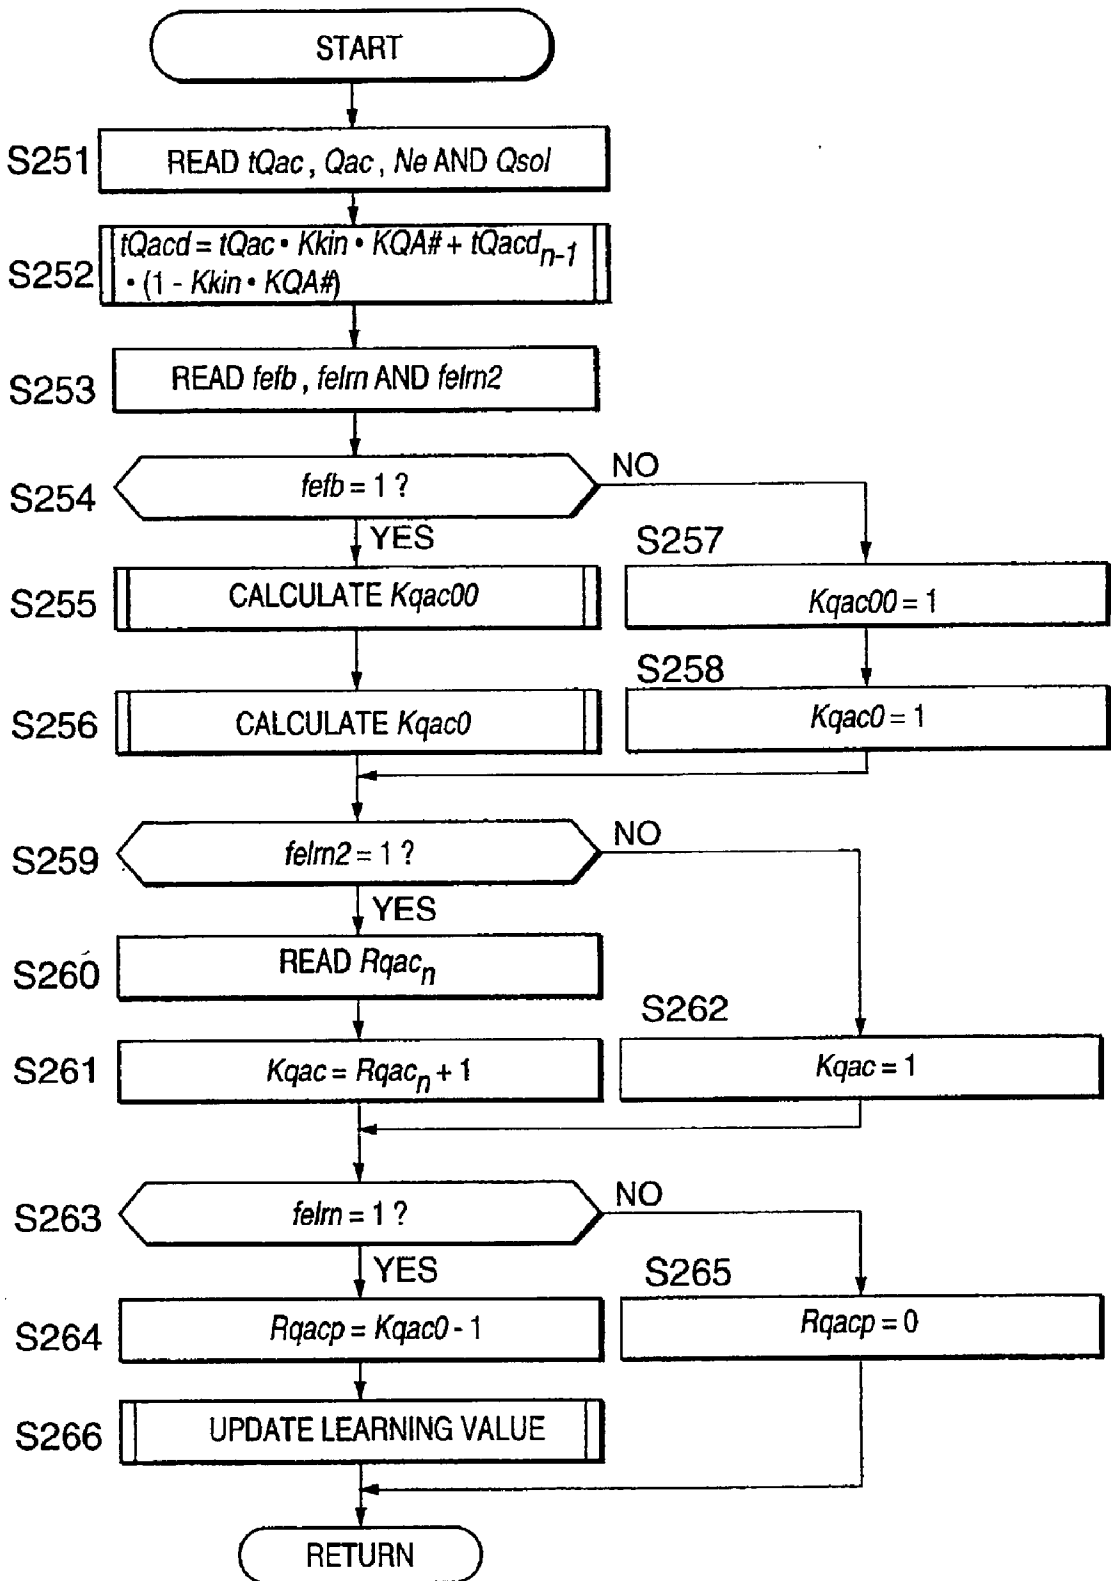 START
S251
READ tQac, Qac, Ne AND Qsol
S252
tQacd = tQac • Kkin • KQA# + tQacd n-1
• (1 - Kkin • KQA#)
S253
READ fefb, felrn AND felrn2
S254
fefb = 1 ?
NO
YES
S255
CALCULATE Kqac00
S257
Kqac00 = 1
S256
CALCULATE Kqac0
S258
Kqac0 = 1
S259
felrn2 = 1 ?
NO
YES
S260
READ Rqac n
S261
Kqac = Rqac n + 1
S262
Kqac = 1
S263
felrn = 1 ?
NO
YES
S264
Rqacp = Kqac0 - 1
S265
Rqacp = 0
S266
UPDATE LEARNING VALUE
RETURN